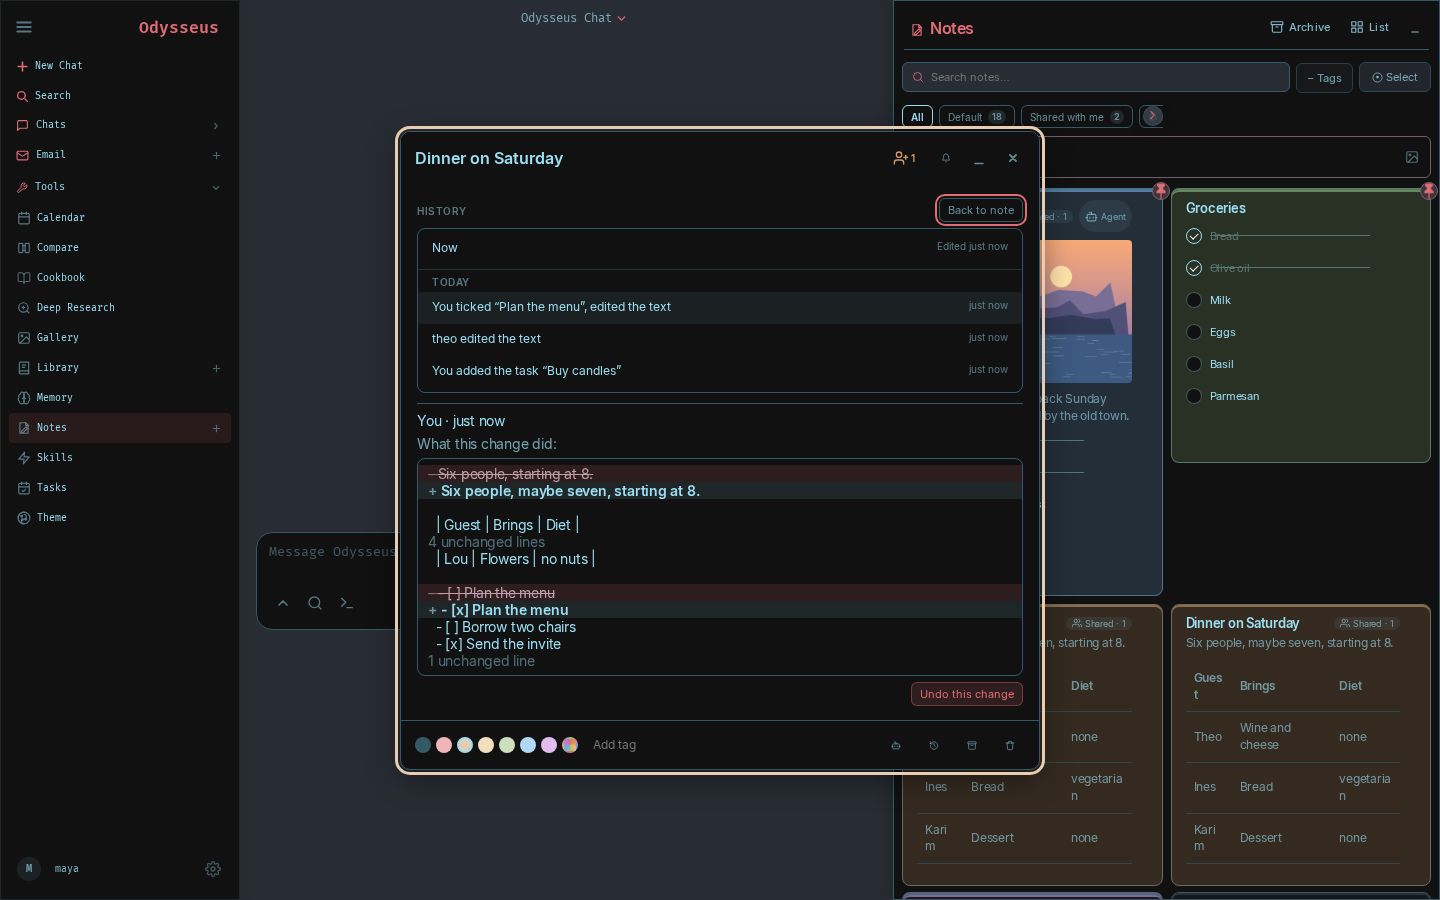 Odysseus
New Chat
Search
Chats
Email
Tools
Calendar
Compare
Cookbook
Deep Research
Gallery
Library
Memory
Notes
Skills
Tasks
Theme
M maya
Odysseus Chat
Message Odysseus
Notes
Archive
List
Search notes...
– Tags
Select
All
Default 18
Shared with me 2
Dinner on Saturday
1
HISTORY
Back to note
Now
Edited just now
TODAY
You ticked “Plan the menu”, edited the text
just now
theo edited the text
just now
You added the task “Buy candles”
just now
You · just now
What this change did:
– Six people, starting at 8.
+ Six people, maybe seven, starting at 8.
| Guest | Brings | Diet |
4 unchanged lines
| Lou | Flowers | no nuts |
– - [ ] Plan the menu
+ - [x] Plan the menu
- [ ] Borrow two chairs
- [x] Send the invite
1 unchanged line
Undo this change
Add tag
· 1
Agent
Sunday
by the old town.
Groceries
Bread
Olive oil
Milk
Eggs
Basil
Parmesan
Shared · 1
starting at 8.
Diet
none
Ines Bread vegetaria
n
Kari
m Dessert none
Dinner on Saturday
Shared · 1
Six people, maybe seven, starting at 8.
Gues
t Brings Diet
Theo Wine and
cheese none
Ines Bread vegetaria
n
Kari
m Dessert none